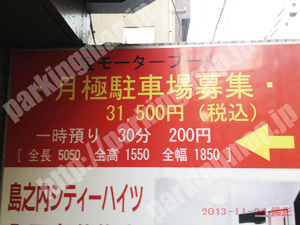 モータープール
・月極駐車場募集・
31,500円（税込）
一時預り 30分 200円
[ 全長 5050 全高 1550 全幅 1850 ]
島之内シティーハイツ
2013-11-24 撮影